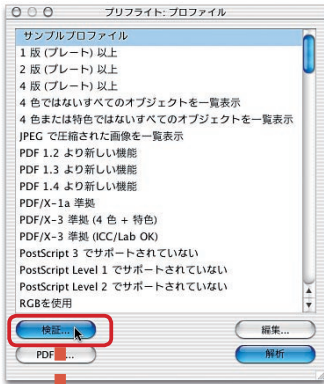 プリフライト: プロファイル
サンプルプロファイル
1 版 (プレート) 以上
2 版 (プレート) 以上
4 版 (プレート) 以上
4 色ではないすべてのオブジェクトを一覧表示
4 色または特色ではないすべてのオブジェクトを一覧表示
JPEG で圧縮された画像を一覧表示
PDF 1.2 より新しい機能
PDF 1.3 より新しい機能
PDF 1.4 より新しい機能
PDF/X-1a 準拠
PDF/X-3 準拠 (4 色 + 特色)
PDF/X-3 準拠 (ICC/Lab OK)
PostScript 3 でサポートされていない
PostScript Level 1 でサポートされていない
PostScript Level 2 でサポートされていない
RGBを使用
検証... 編集...
PDF ... 解析